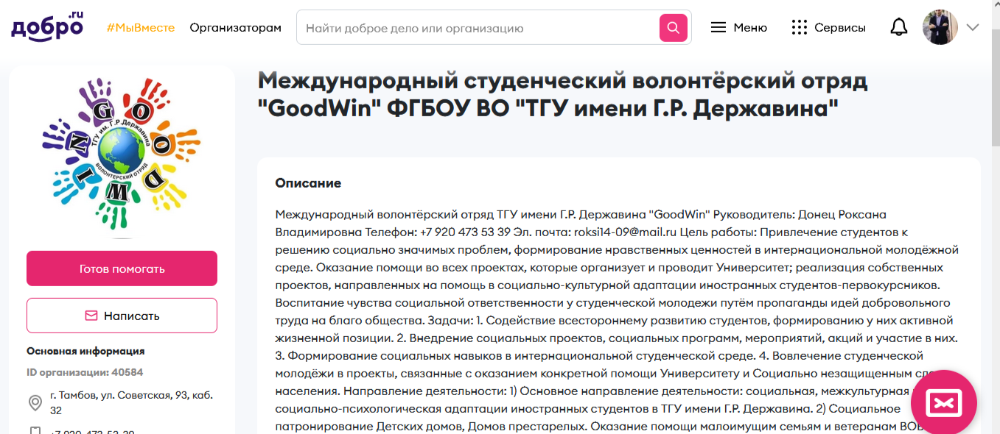 добро.ru
#МыВместе
Организаторам
Найти доброе дело или организацию
Меню
Сервисы
Международный студенческий волонтёрский отряд
"GoodWin" ФГБОУ ВО "ТГУ имени Г.Р. Державина"
GOODWIN
ТГУ им. Г.Р.Державина
ВОЛОНТЕРСКИЙ ОТРЯД
Готов помогать
Написать
Основная информация
ID организации: 40584
г. Тамбов, ул. Советская, 93, каб.
32
+7 920 473 53 39
Описание
Международный волонтёрский отряд ТГУ имени Г.Р. Державина "GoodWin" Руководитель: Донец Роксана
Владимировна Телефон: +7 920 473 53 39 Эл. почта: roksi14-09@mail.ru Цель работы: Привлечение студентов к
решению социально значимых проблем, формирование нравственных ценностей в интернациональной молодёжной
среде. Оказание помощи во всех проектах, которые организует и проводит Университет; реализация собственных
проектов, направленных на помощь в социально-культурной адаптации иностранных студентов-первокурсников.
Воспитание чувства социальной ответственности у студенческой молодежи путём пропаганды идей добровольного
труда на благо общества. Задачи: 1. Содействие всестороннему развитию студентов, формированию у них активной
жизненной позиции. 2. Внедрение социальных проектов, социальных программ, мероприятий, акций и участие в них.
3. Формирование социальных навыков в интернациональной студенческой среде. 4. Вовлечение студенческой
молодёжи в проекты, связанные с оказанием конкретной помощи Университету и Социально незащищенным
населения. Направление деятельности: 1) Основное направление деятельности: социальная, межкультурная
социально-психологическая адаптации иностранных студентов в ТГУ имени Г.Р. Державина. 2) Социальное
патронирование Детских домов, Домов престарелых. Оказание помощи малоимущим семьям и ветеранам ВОВ